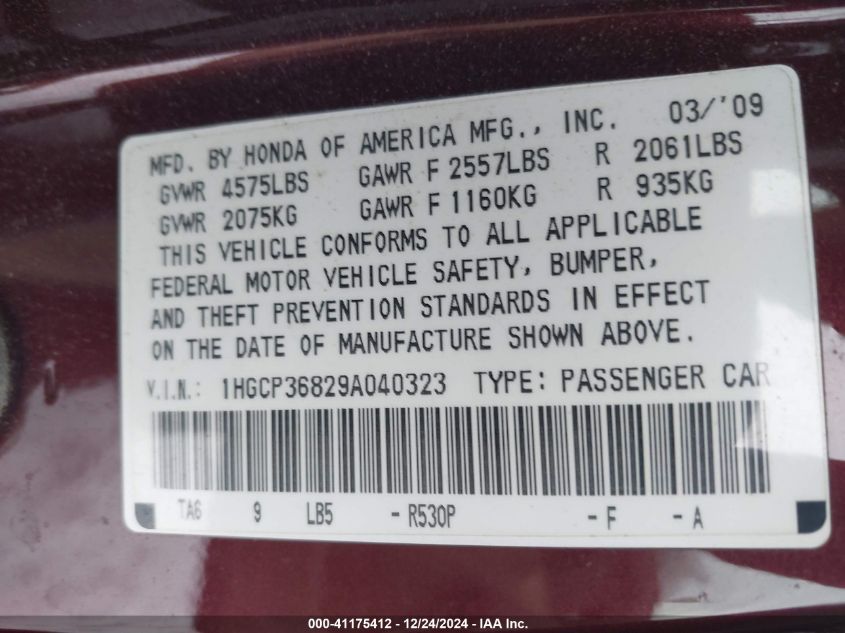 MFD. BY HONDA OF AMERICA MFG., INC. 03/'09
GVWR 4575LBS GAWR F 2557LBS R 2061LBS
GVWR 2075KG GAWR F 1160KG R 935KG
THIS VEHICLE CONFORMS TO ALL APPLICABLE
FEDERAL MOTOR VEHICLE SAFETY, BUMPER,
AND THEFT PREVENTION STANDARDS IN EFFECT
ON THE DATE OF MANUFACTURE SHOWN ABOVE.
V.I.N.: 1HGCP36829A040323 TYPE: PASSENGER CAR
TA6 9 LB5 - R530P - F - A
000-41175412 - 12/24/2024 - IAA Inc.